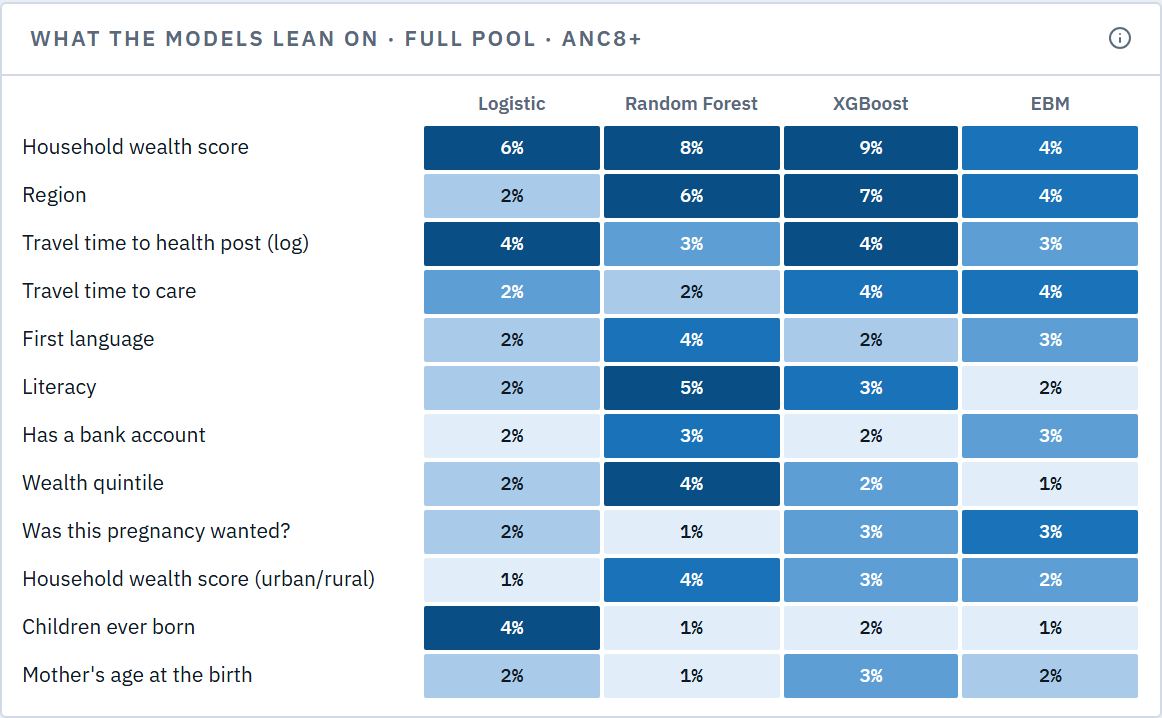 WHAT THE MODELS LEAN ON · FULL POOL · ANC8+
Logistic Random Forest XGBoost EBM
Household wealth score 6% 8% 9% 4%
Region 2% 6% 7% 4%
Travel time to health post (log) 4% 3% 4% 3%
Travel time to care 2% 2% 4% 4%
First language 2% 4% 2% 3%
Literacy 2% 5% 3% 2%
Has a bank account 2% 3% 2% 3%
Wealth quintile 2% 4% 2% 1%
Was this pregnancy wanted? 2% 1% 3% 3%
Household wealth score (urban/rural) 1% 4% 3% 2%
Children ever born 4% 1% 2% 1%
Mother's age at the birth 2% 1% 3% 2%